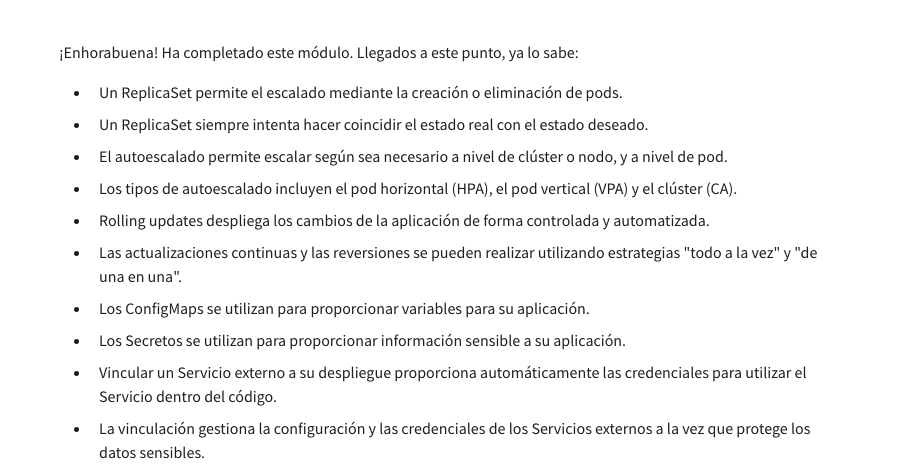 ¡Enhorabuena! Ha completado este módulo. Llegados a este punto, ya lo sabe:
• Un ReplicaSet permite el escalado mediante la creación o eliminación de pods.
• Un ReplicaSet siempre intenta hacer coincidir el estado real con el estado deseado.
• El autoescalado permite escalar según sea necesario a nivel de clúster o nodo, y a nivel de pod.
• Los tipos de autoescalado incluyen el pod horizontal (HPA), el pod vertical (VPA) y el clúster (CA).
• Rolling updates despliega los cambios de la aplicación de forma controlada y automatizada.
• Las actualizaciones continuas y las reversiones se pueden realizar utilizando estrategias "todo a la vez" y "de
una en una".
• Los ConfigMaps se utilizan para proporcionar variables para su aplicación.
• Los Secretos se utilizan para proporcionar información sensible a su aplicación.
• Vincular un Servicio externo a su despliegue proporciona automáticamente las credenciales para utilizar el
Servicio dentro del código.
• La vinculación gestiona la configuración y las credenciales de los Servicios externos a la vez que protege los
datos sensibles.